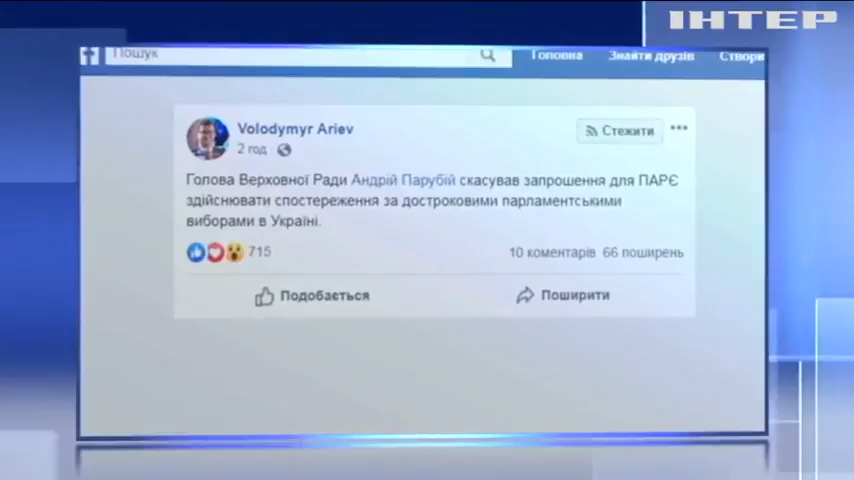 ІНТЕР
Пошук
Головна Знайти друзів Створи
Volodymyr Ariev
Стежити
2 год
Голова Верховної Ради Андрій Парубій скасував запрошення для ПАРЄ
здійснювати спостереження за достроковими парламентськими
виборами в Україні.
715
10 коментарів 66 поширень
Подобається
Поширити